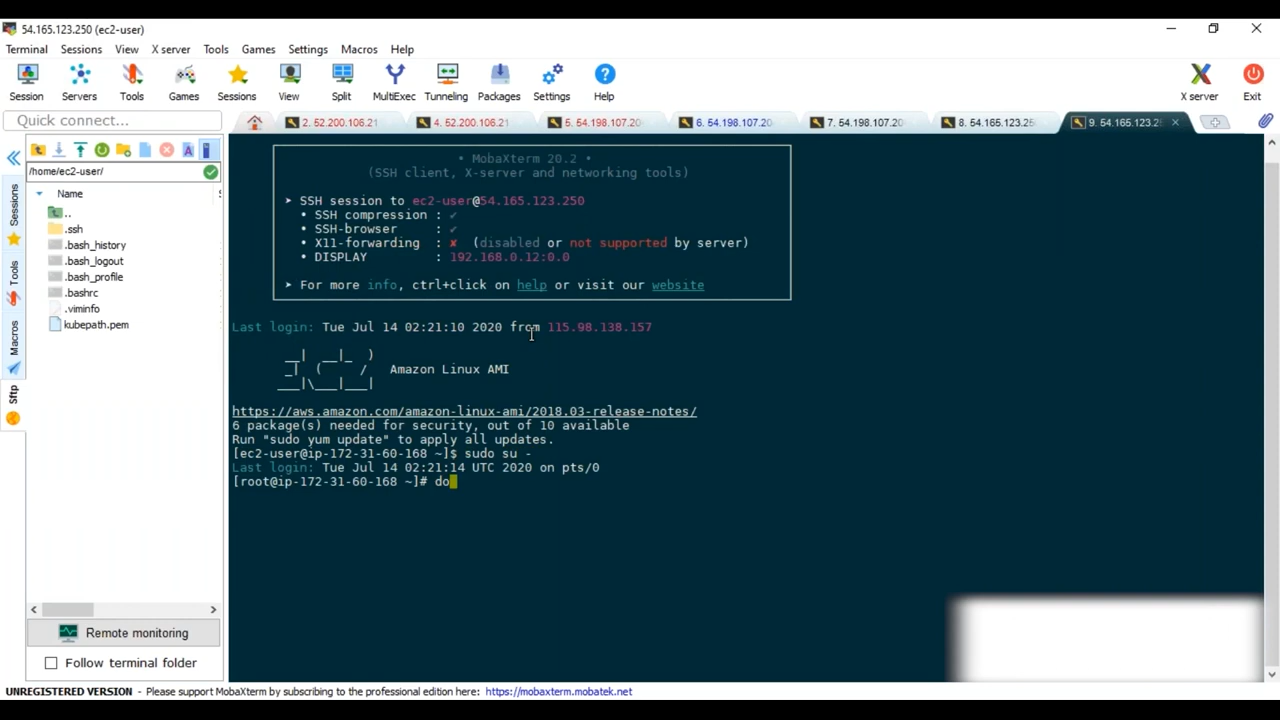 54.165.123.250 (ec2-user)
Terminal Sessions View X server Tools Games Settings Macros Help
Session Servers Tools Games Sessions View Split MultiExec Tunneling Packages Settings Help X server Exit
Quick connect...
2. 52.200.106.21 4. 52.200.106.21 5. 54.198.107.20 6. 54.198.107.20 7. 54.198.107.20 8. 54.165.123.25 9. 54.165.123.25
/home/ec2-user/
Name
..
.ssh
.bash_history
.bash_logout
.bash_profile
.bashrc
.viminfo
kubepath.pem
Sessions
Tools
Macros
Sftp
• MobaXterm 20.2 •
(SSH client, X-server and networking tools)
➤ SSH session to ec2-user@54.165.123.250
• SSH compression : ✔
• SSH-browser : ✔
• X11-forwarding : ✘ (disabled or not supported by server)
• DISPLAY : 192.168.0.12:0.0
➤ For more info, ctrl+click on help or visit our website
Last login: Tue Jul 14 02:21:10 2020 from 115.98.138.157
__| __|_ )
_| ( / Amazon Linux AMI
___|\___|___|
https://aws.amazon.com/amazon-linux-ami/2018.03-release-notes/
6 package(s) needed for security, out of 10 available
Run "sudo yum update" to apply all updates.
[ec2-user@ip-172-31-60-168 ~]$ sudo su -
Last login: Tue Jul 14 02:21:14 UTC 2020 on pts/0
[root@ip-172-31-60-168 ~]# do
Remote monitoring
Follow terminal folder
UNREGISTERED VERSION - Please support MobaXterm by subscribing to the professional edition here: https://mobaxterm.mobatek.net